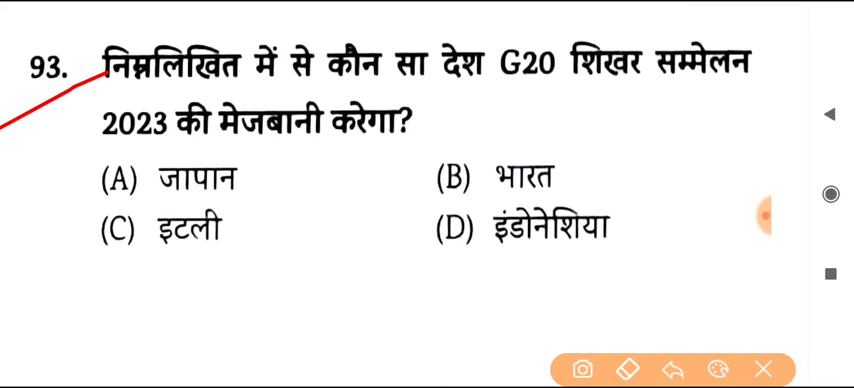 93. निम्नलिखित में से कौन सा देश G20 शिखर सम्मेलन
2023 की मेजबानी करेगा?
(A) जापान (B) भारत
(C) इटली (D) इंडोनेशिया